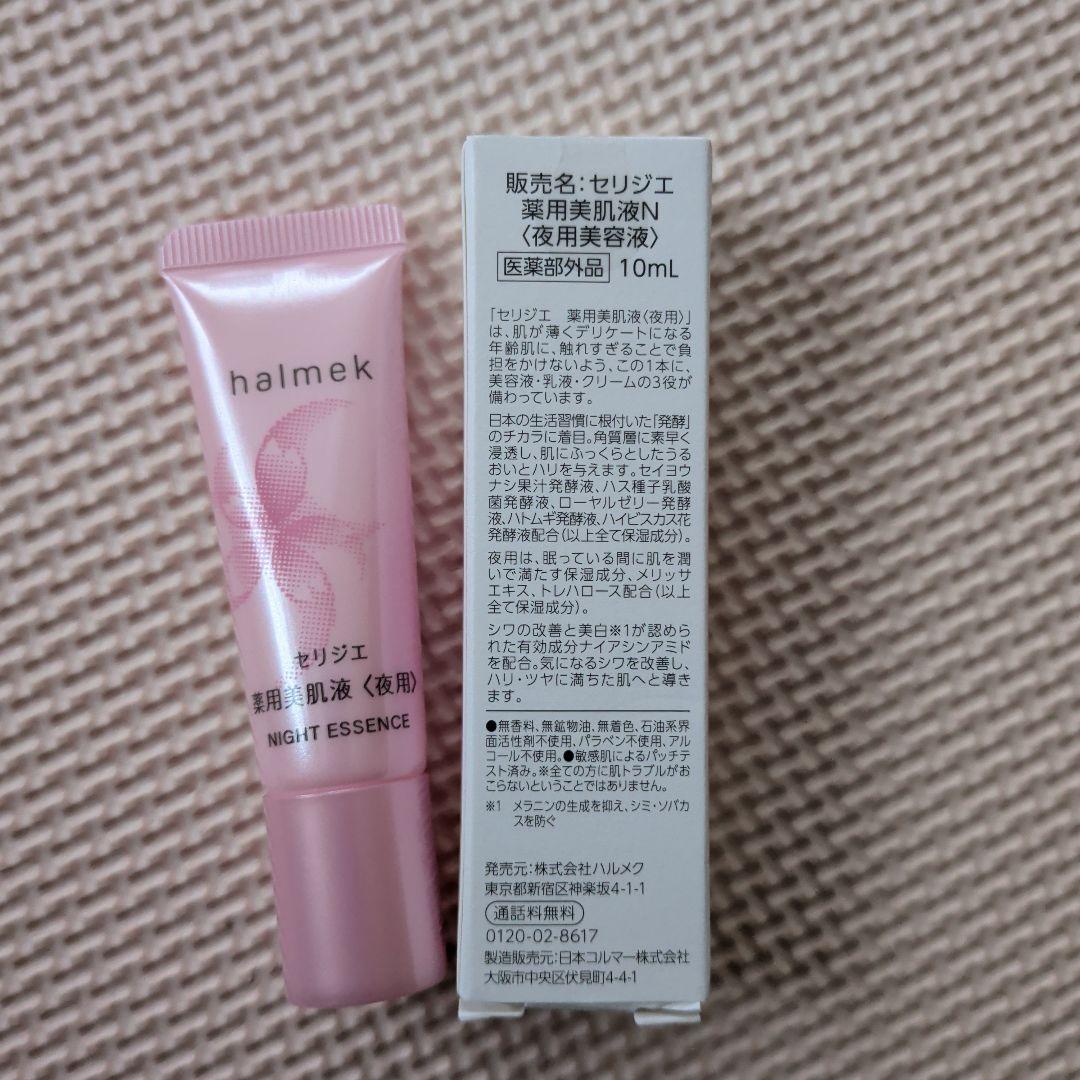 halmek
セリジエ
薬用美肌液〈夜用〉
NIGHT ESSENCE
販売名：セリジエ
薬用美肌液N
〈夜用美容液〉
医薬部外品 10mL
「セリジエ 薬用美肌液〈夜用〉」
は、肌が薄くデリケートになる
年齢肌に、触れすぎることで負
担をかけないよう、この1本に、
美容液・乳液・クリームの3役が
備わっています。
日本の生活習慣に根付いた「発酵」
のチカラに着目。角質層に素早く
浸透し、肌にふっくらとしたうる
おいとハリを与えます。セイヨウ
ナシ果汁発酵液、ハス種子乳酸
菌発酵液、ローヤルゼリー発酵
液、ハトムギ発酵液、ハイビスカス花
発酵液配合（以上全て保湿成分）。
夜用は、眠っている間に肌を潤
いで満たす保湿成分、メリッサ
エキス、トレハロース配合（以上
全て保湿成分）。
シワの改善と美白※1が認めら
れた有効成分ナイアシンアミド
を配合。気になるシワを改善し、
ハリ・ツヤに満ちた肌へと導き
ます。
●無香料、無鉱物油、無着色、石油系界
面活性剤不使用、パラベン不使用、アル
コール不使用。●敏感肌によるパッチテ
スト済み。※全ての方に肌トラブルがお
こらないということではありません。
※1 メラニンの生成を抑え、シミ・ソバカ
スを防ぐ
発売元：株式会社ハルメク
東京都新宿区神楽坂4-1-1
通話料無料
0120-02-8617
製造販売元：日本コルマー株式会社
大阪市中央区伏見町4-4-1